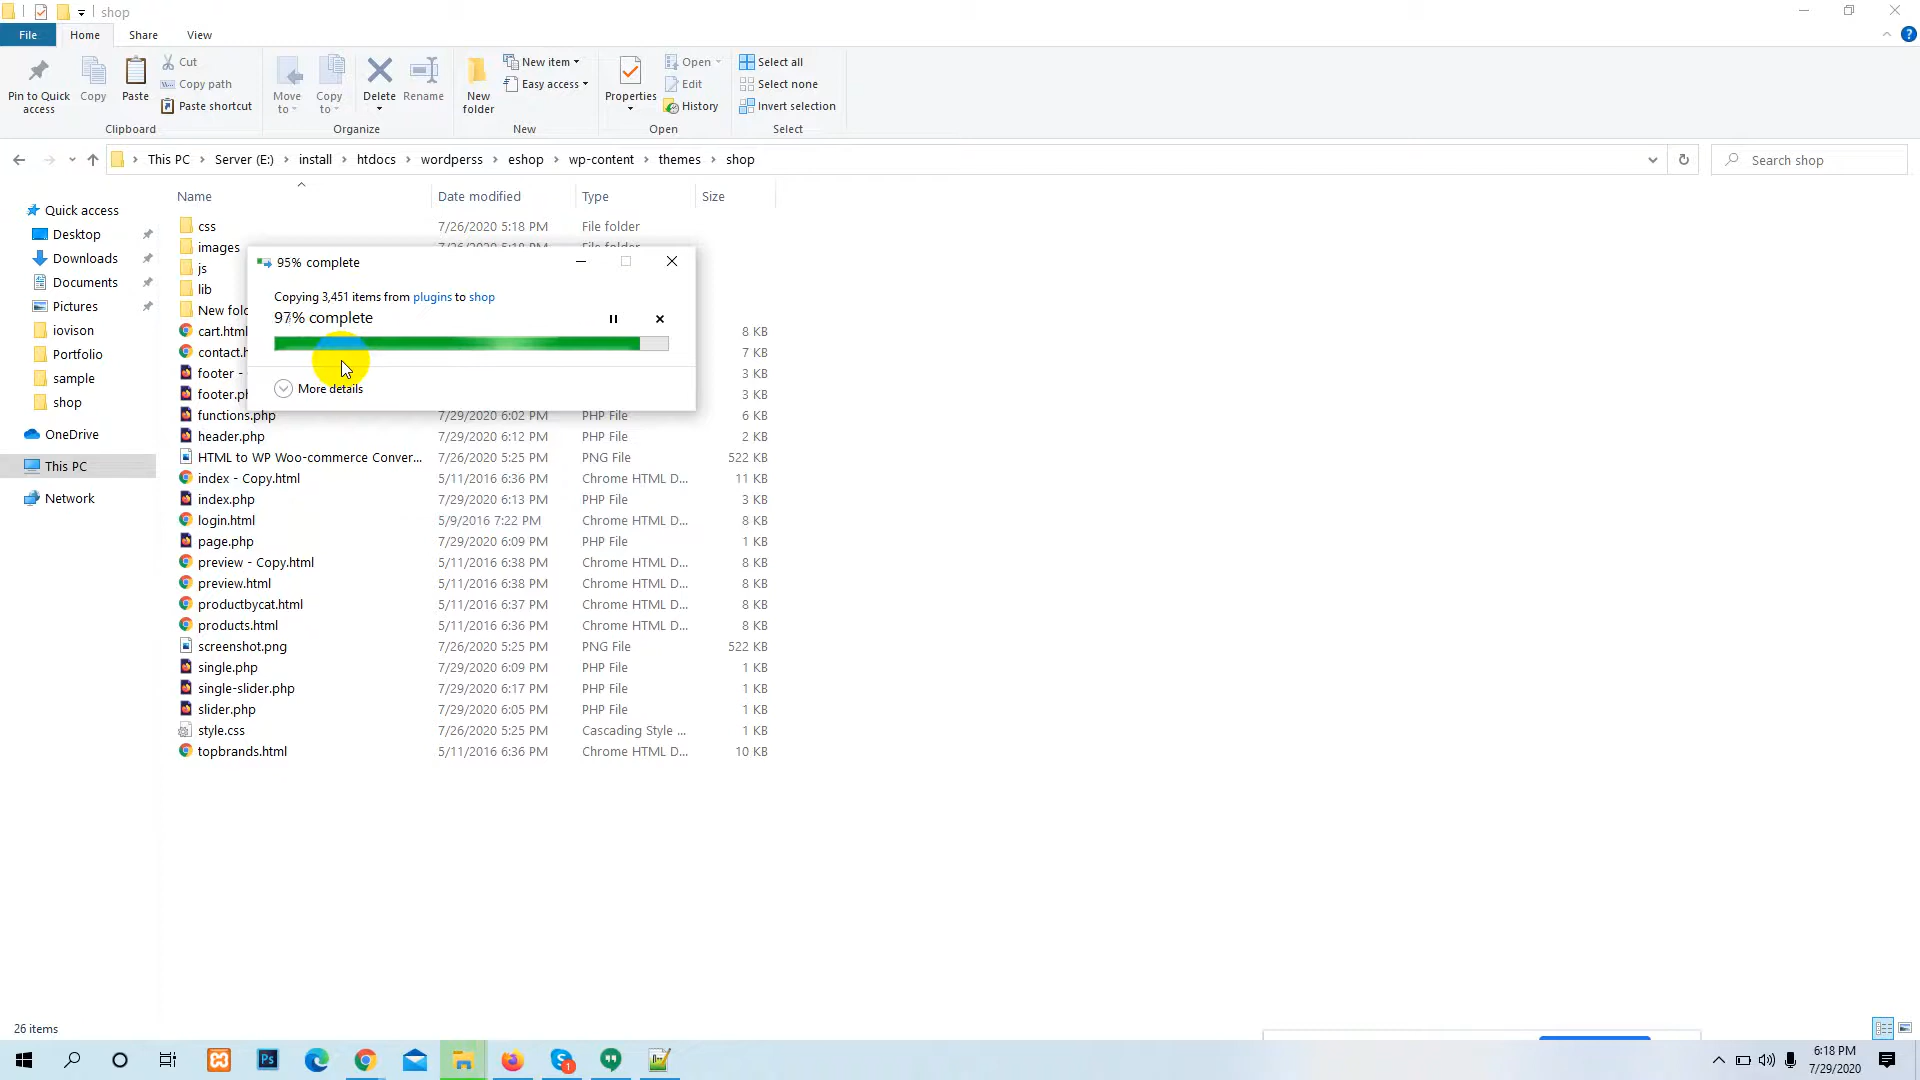 shop
File
Home
Share
View
Pin to Quick access
Copy
Paste
Cut
Copy path
Paste shortcut
Clipboard
Move to
Copy to
Delete
Rename
Organize
New folder
New item
Easy access
New
Properties
Open
Edit
History
Open
Select all
Select none
Invert selection
Select
This PC > Server (E:) > install > htdocs > wordperss > eshop > wp-content > themes > shop
Search shop
Name Date modified Type Size
Quick access
Desktop
Downloads
Documents
Pictures
iovison
Portfolio
sample
shop
OneDrive
This PC
Network
css 7/26/2020 5:18 PM File folder
images
js
lib
cart.html 8 KB
7 KB
footer - 3 KB
3 KB
95% complete
Copying 3,451 items from plugins to shop
97% complete
More details
functions.php 7/29/2020 6:02 PM PHP File 6 KB
header.php 7/29/2020 6:12 PM PHP File 2 KB
HTML to WP Woo-commerce Conver... 7/26/2020 5:25 PM PNG File 522 KB
index - Copy.html 5/11/2016 6:36 PM Chrome HTML D... 11 KB
index.php 7/29/2020 6:13 PM PHP File 3 KB
login.html 5/9/2016 7:22 PM Chrome HTML D... 8 KB
page.php 7/29/2020 6:09 PM PHP File 1 KB
preview - Copy.html 5/11/2016 6:38 PM Chrome HTML D... 8 KB
preview.html 5/11/2016 6:38 PM Chrome HTML D... 8 KB
productbycat.html 5/11/2016 6:37 PM Chrome HTML D... 8 KB
products.html 5/11/2016 6:36 PM Chrome HTML D... 8 KB
screenshot.png 7/26/2020 5:25 PM PNG File 522 KB
single.php 7/29/2020 6:09 PM PHP File 1 KB
single-slider.php 7/29/2020 6:17 PM PHP File 1 KB
slider.php 7/29/2020 6:05 PM PHP File 1 KB
style.css 7/26/2020 5:25 PM Cascading Style ... 1 KB
topbrands.html 5/11/2016 6:36 PM Chrome HTML D... 10 KB
26 items
Ps
S
1
6:18 PM
7/29/2020